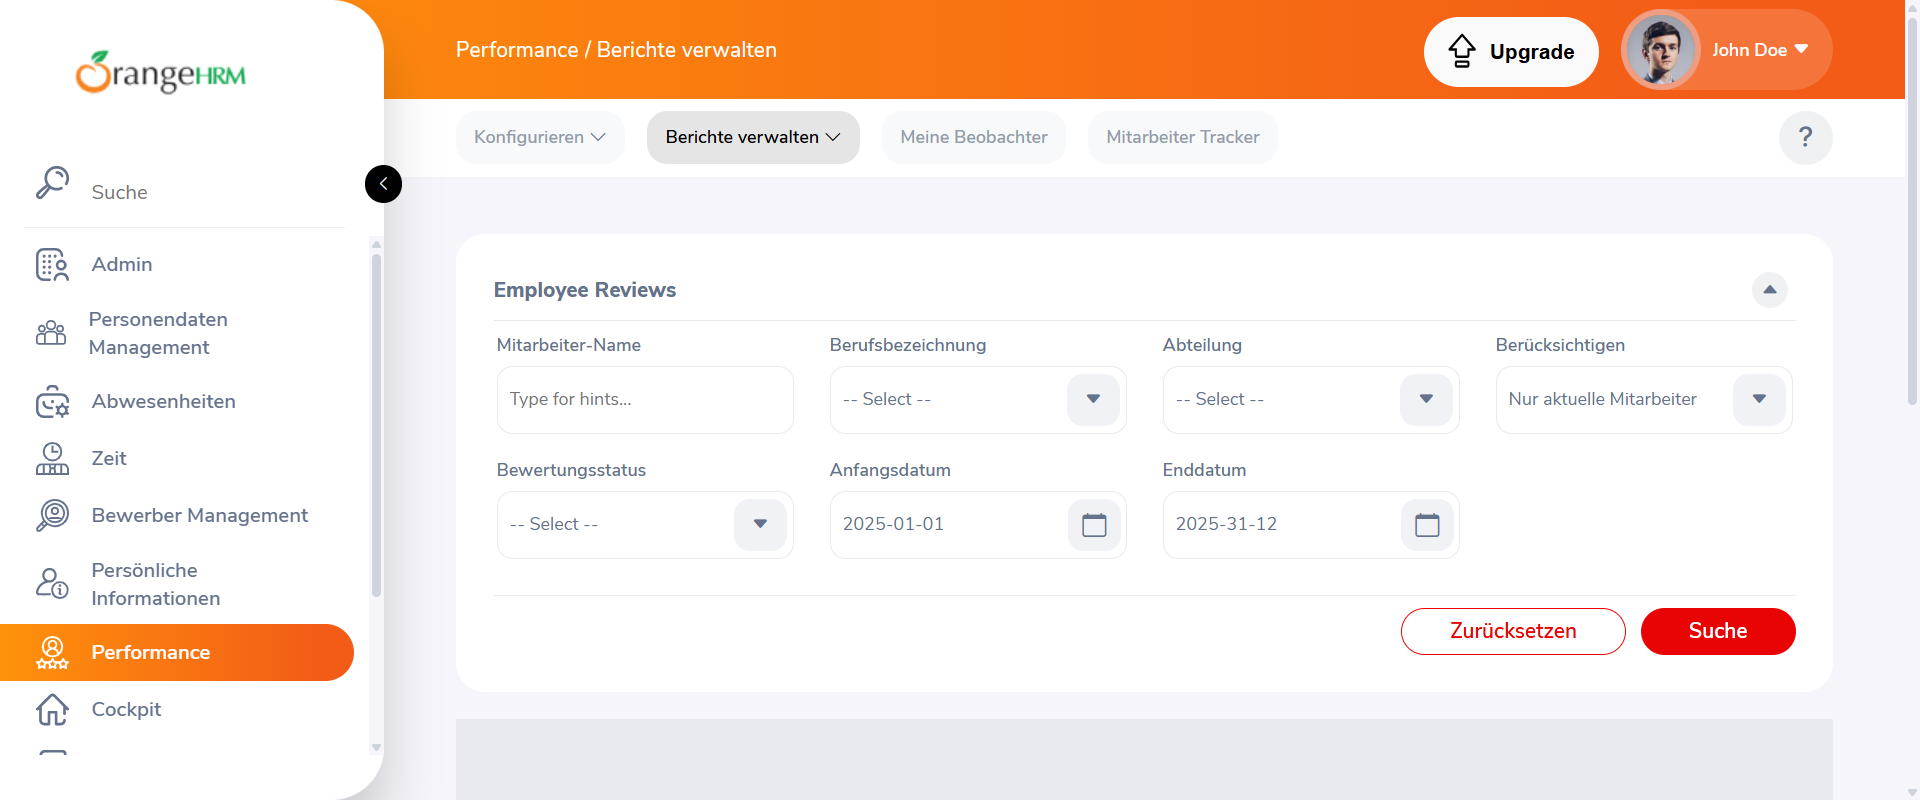 OrangeHRM
Suche
Admin
Personendaten
Management
Abwesenheiten
Zeit
Bewerber Management
Persönliche
Informationen
Performance
Cockpit
Performance / Berichte verwalten
Upgrade
John Doe
Konfigurieren
Berichte verwalten
Meine Beobachter
Mitarbeiter Tracker
?
Employee Reviews
Mitarbeiter-Name
Berufsbezeichnung
Abteilung
Berücksichtigen
Type for hints...
-- Select --
-- Select --
Nur aktuelle Mitarbeiter
Bewertungsstatus
Anfangsdatum
Enddatum
-- Select --
2025-01-01
2025-31-12
Zurücksetzen
Suche